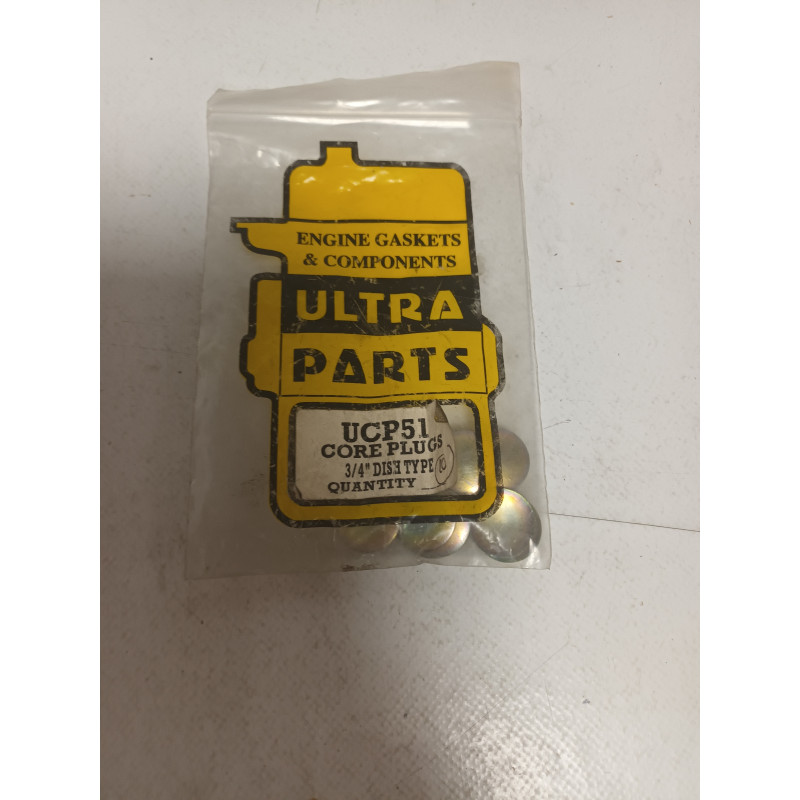 ENGINE GASKETS
& COMPONENTS
ULTRA
PARTS
UCP51
CORE PLUGS
3/4" DISH TYPE
QUANTITY